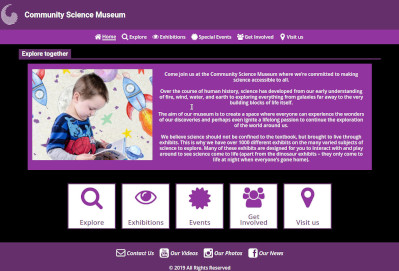 Community Science Museum
Home Explore Exhibitions Special Events Get Involved Visit us
Explore together
Come join us at the Community Science Museum where we're committed to making
science accessible to all.
Over the course of human history, science has developed from our early understanding
of fire, wind, water, and earth to exploring everything from galaxies far away to the very
building blocks of life itself.
The aim of our museum is to create a space where everyone can experience the wonders
of our discoveries and perhaps even ignite a lifelong passion to continue the exploration
of the world around us.
We believe science should not be confined to the textbook, but brought to live through
exhibits. This is why we have over 1000 different exhibits on the many varied subjects of
science to explore. Many of these exhibits are designed for you to interact with and play
around to see science come to life (apart from the dinosaur exhibits – they only come to
life at night when everyone's gone home).
Explore Exhibitions Events Get Involved Visit us
Contact Us Our Videos Our Photos Our News
© 2019 All Rights Reserved